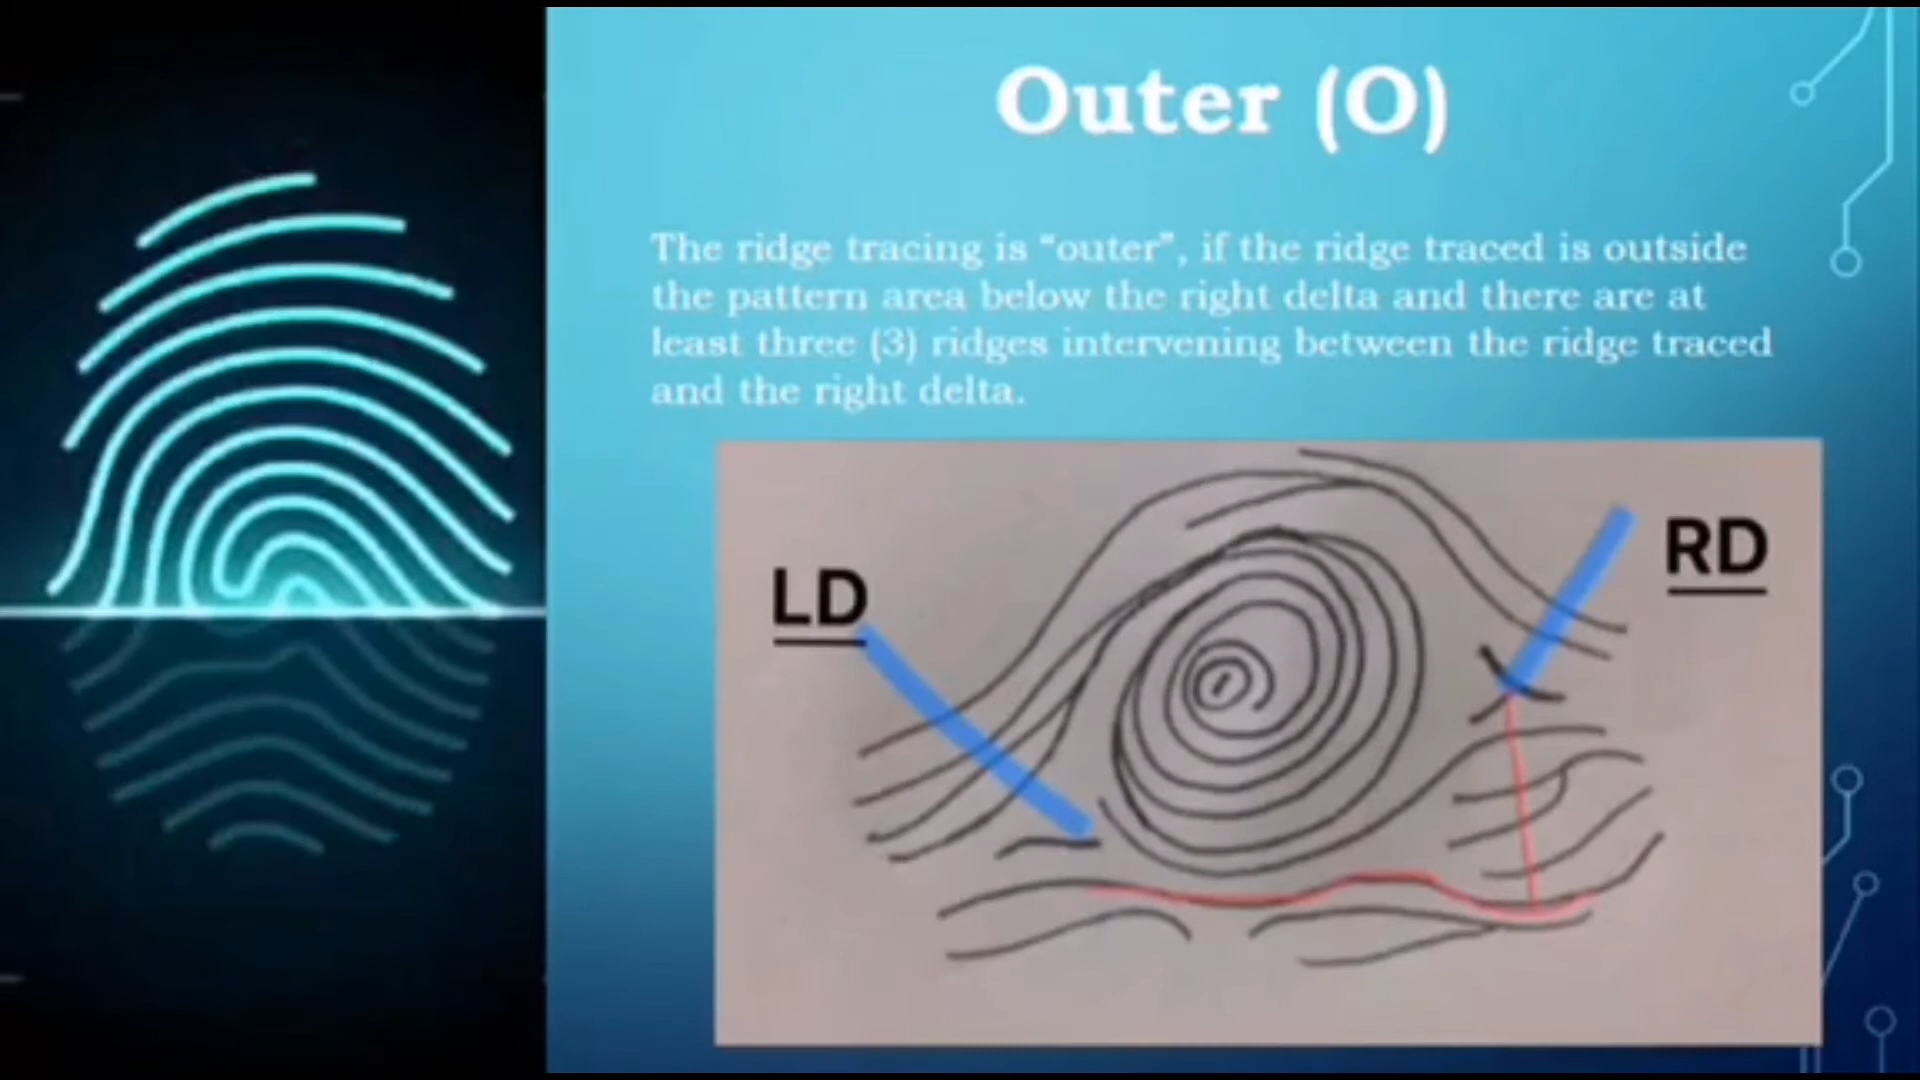 Outer (O)
The ridge tracing is “outer”, if the ridge traced is outside
the pattern area below the right delta and there are at
least three (3) ridges intervening between the ridge traced
and the right delta.
LD
RD